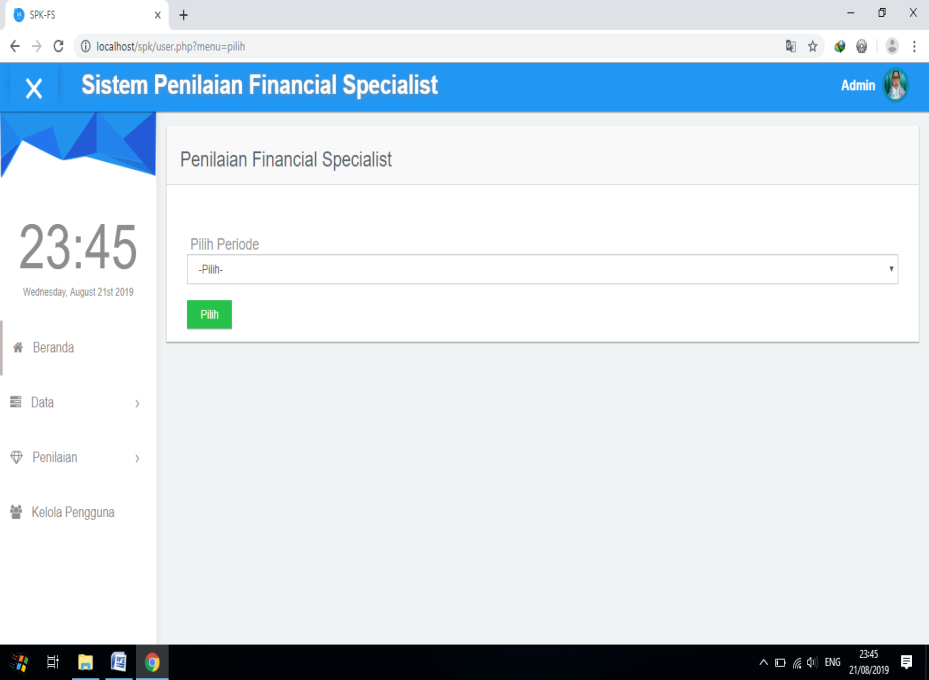 SPK-FS
localhost/spk/user.php?menu=pilih
Sistem Penilaian Financial Specialist
Admin
Penilaian Financial Specialist
23:45
Wednesday, August 21st 2019
Pilih Periode
-Pilih-
Pilih
Beranda
Data
Penilaian
Kelola Pengguna
ENG
23:45
21/08/2019